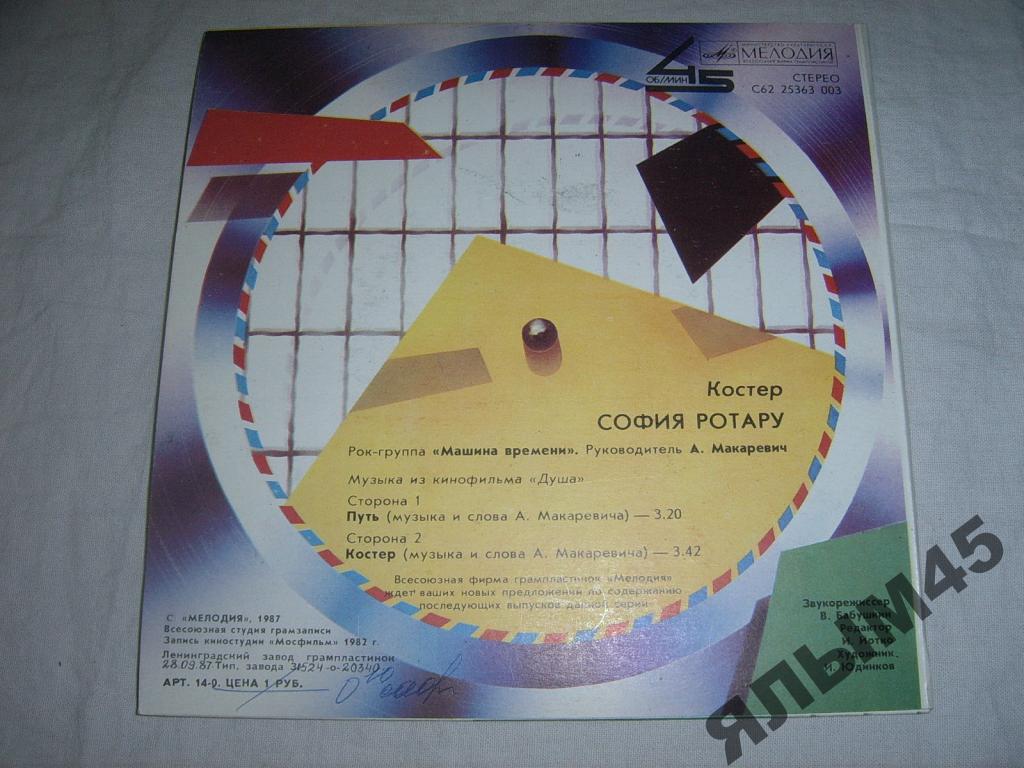 45
ОБ/МИН
МЕЛОДИЯ
СТЕРЕО
С62 25363 003
Костер
СОФИЯ РОТАРУ
Рок-группа «Машина времени». Руководитель А. Макаревич
Музыка из кинофильма «Душа»
Сторона 1
Путь (музыка и слова А. Макаревича) — 3.20
Сторона 2
Костер (музыка и слова А. Макаревича) — 3.42
Всесоюзная фирма грампластинок «Мелодия»
ждет ваших новых предложений по содержанию
последующих выпусков данной серии
С «МЕЛОДИЯ», 1987
Всесоюзная студия грамзаписи
Запись киностудии «Мосфильм» 1982 г.
Ленинградский завод грампластинок
28.09.87. Тип. завода 31524-о-20340
АРТ. 14-0. ЦЕНА 1 РУБ.
Звукорежиссер
В. Бабушкин
Редактор
И. Йотко
Художник
И. Юдинков
ЯЛЫМ45